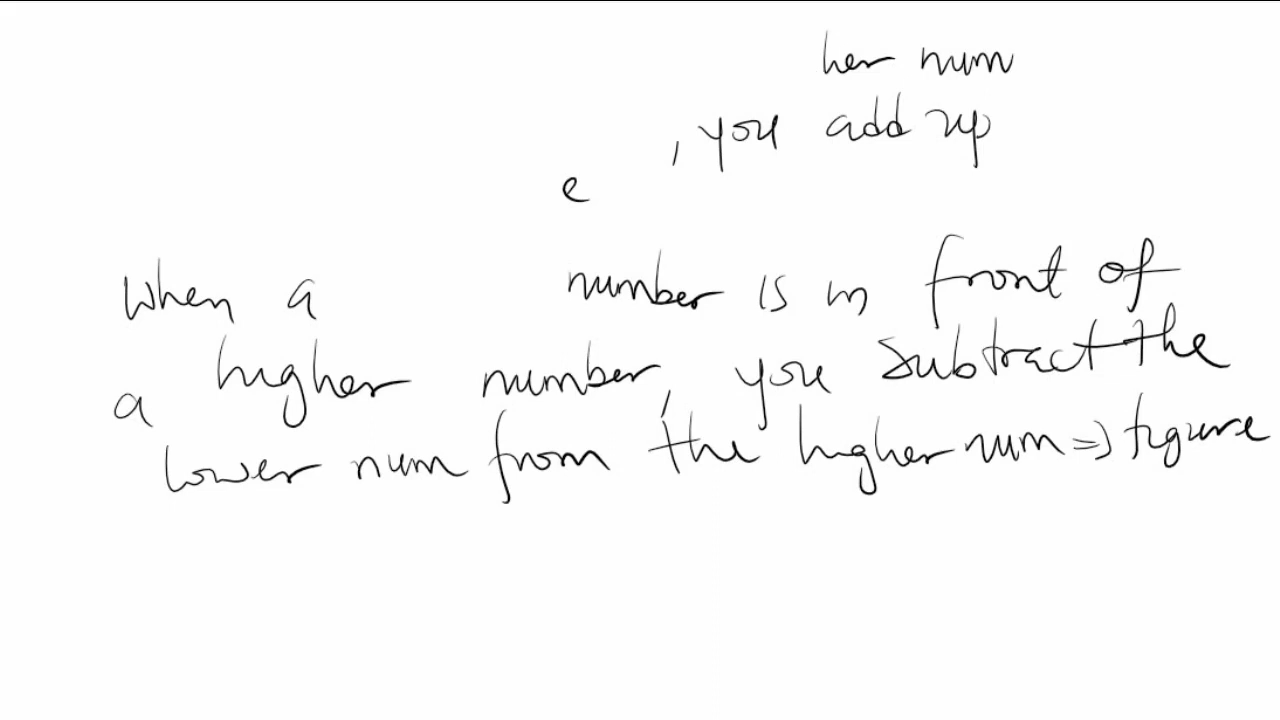 her num
, you add up
e
when a number is in front of
a higher number, you subtract the
lower num from the higher num => figure